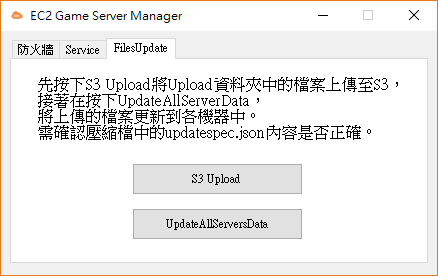 EC2 Game Server Manager
防火牆 Service FilesUpdate
先按下S3 Upload將Upload資料夾中的檔案上傳至S3，
接著在按下UpdateAllServerData，
將上傳的檔案更新到各機器中。
需確認壓縮檔中的updatespec.json內容是否正確。
S3 Upload
UpdateAllServersData